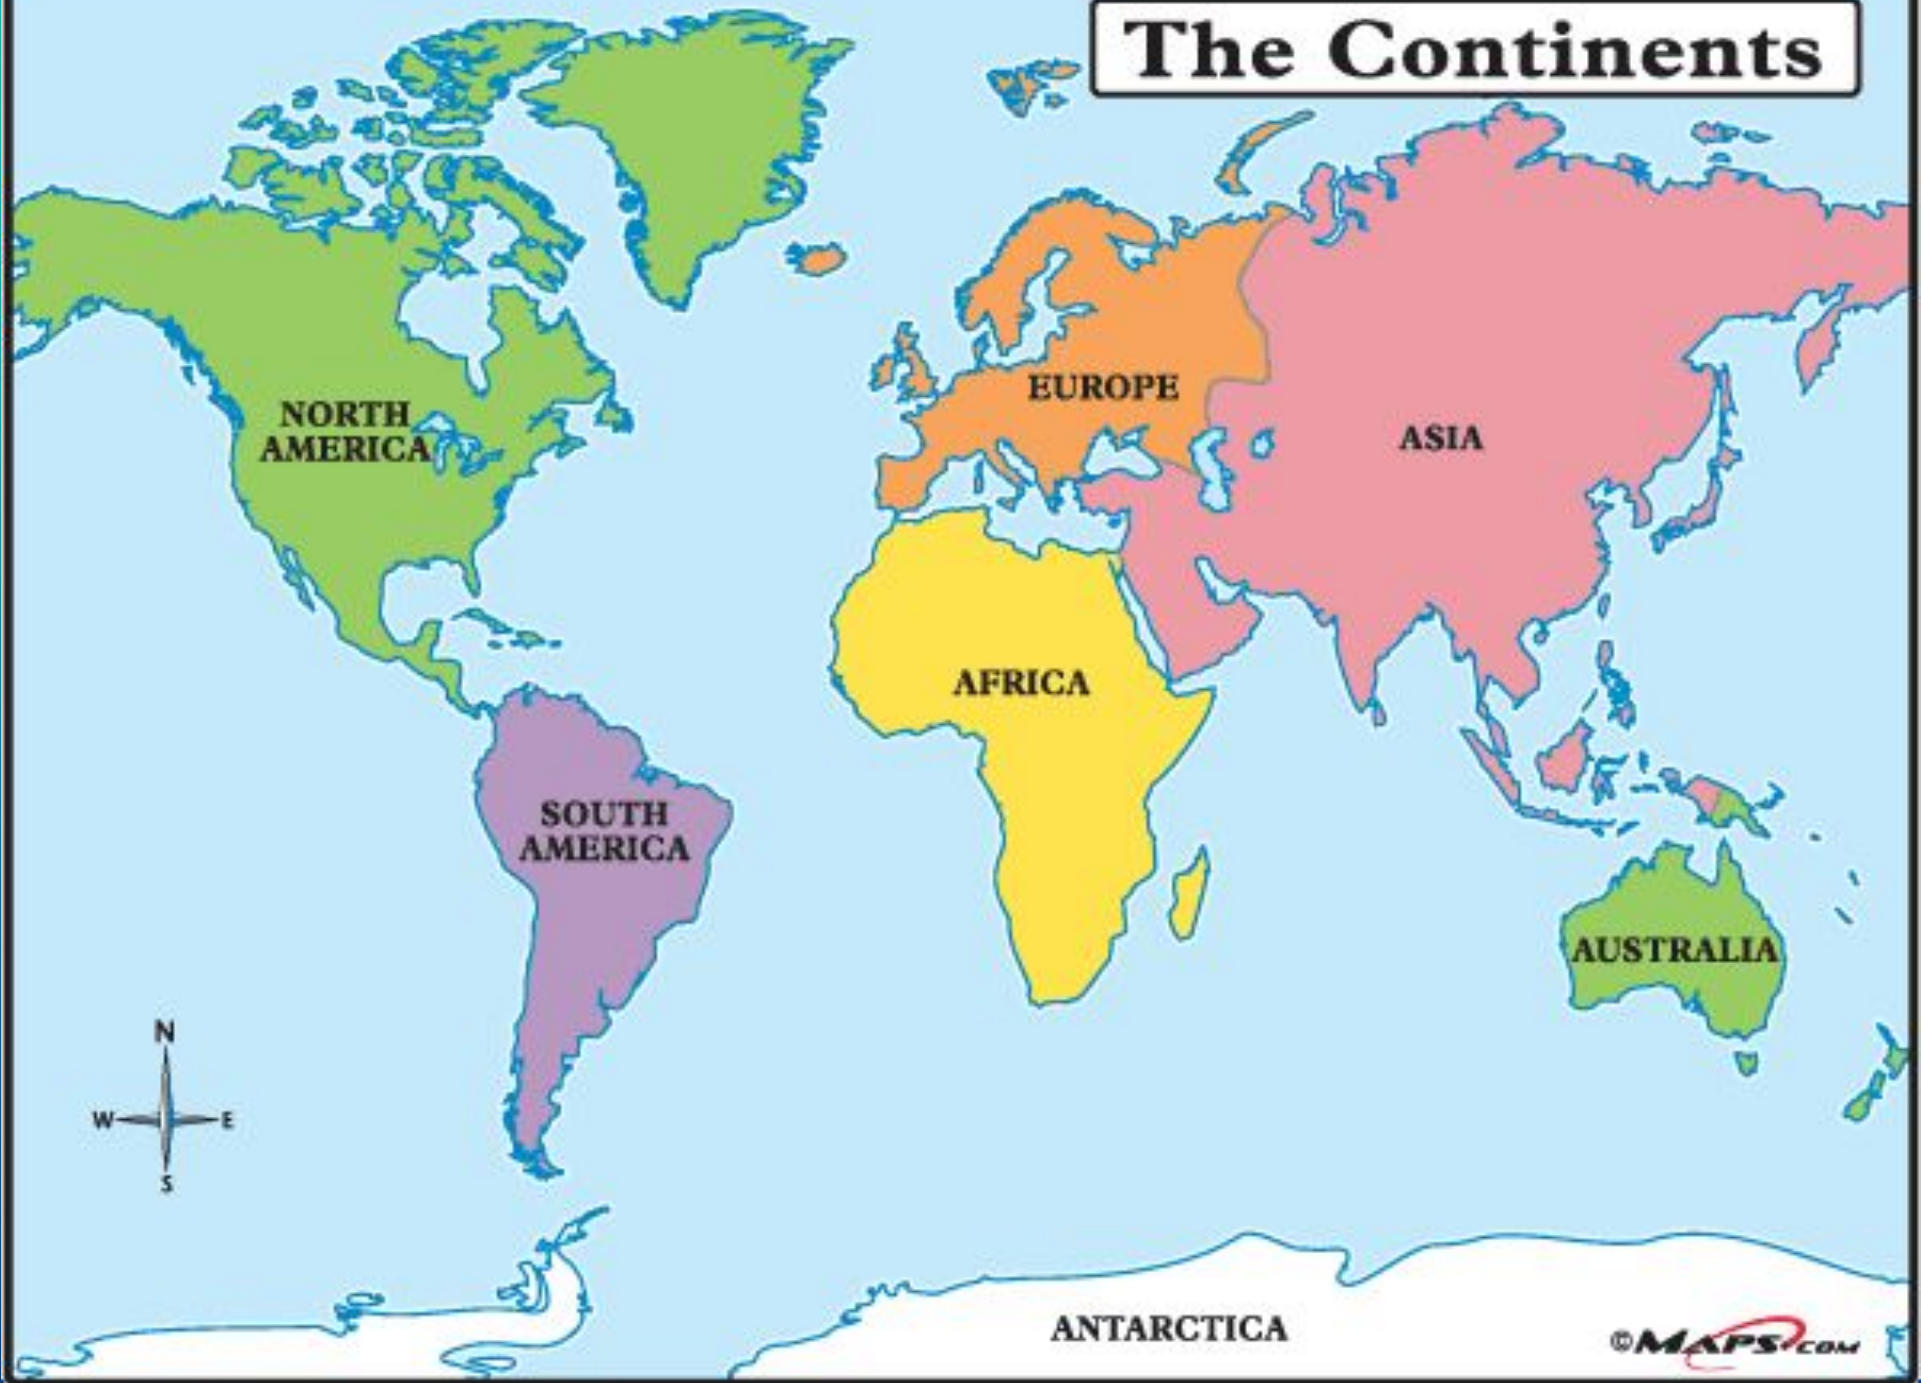 The Continents
NORTH
AMERICA
EUROPE
ASIA
AFRICA
SOUTH
AMERICA
AUSTRALIA
N
W E
S
ANTARCTICA
©MAPS.COM